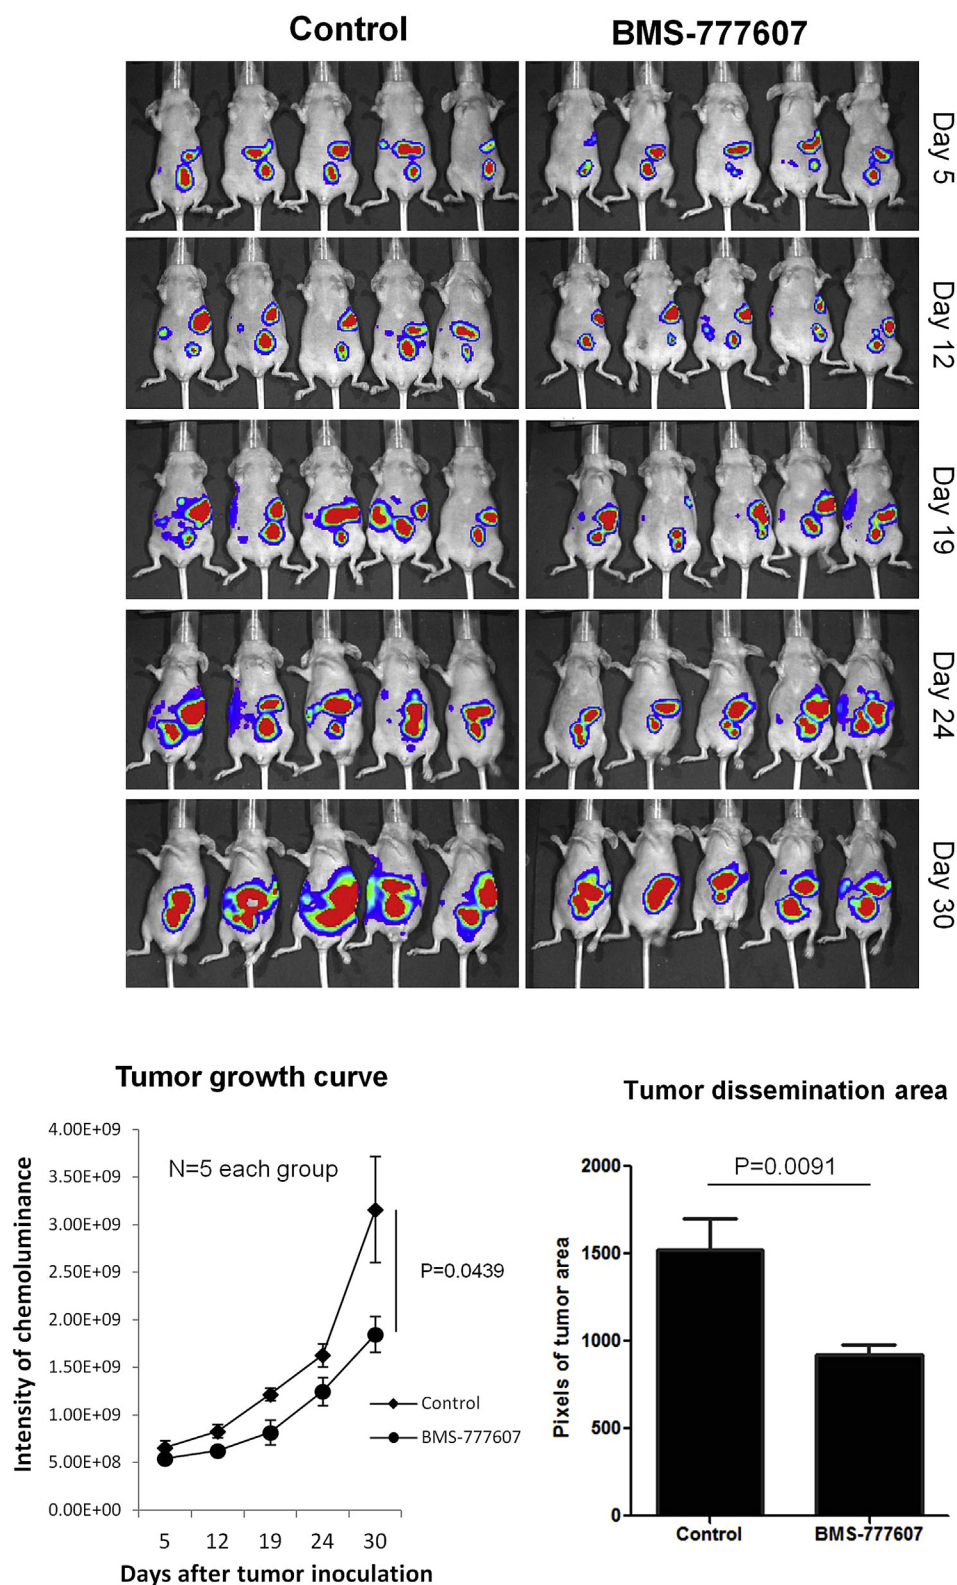 Control
BMS-777607
Day 5
Day 12
Day 19
Day 24
Day 30
Tumor growth curve
Intensity of chemoluminance
4.00E+09
3.50E+09
3.00E+09
2.50E+09
2.00E+09
1.50E+09
1.00E+09
5.00E+08
0.00E+00
N=5 each group
P=0.0439
Control
BMS-777607
5 12 19 24 30
Days after tumor inoculation
Tumor dissemination area
Pixels of tumor area
2000
1500
1000
500
0
P=0.0091
Control BMS-777607